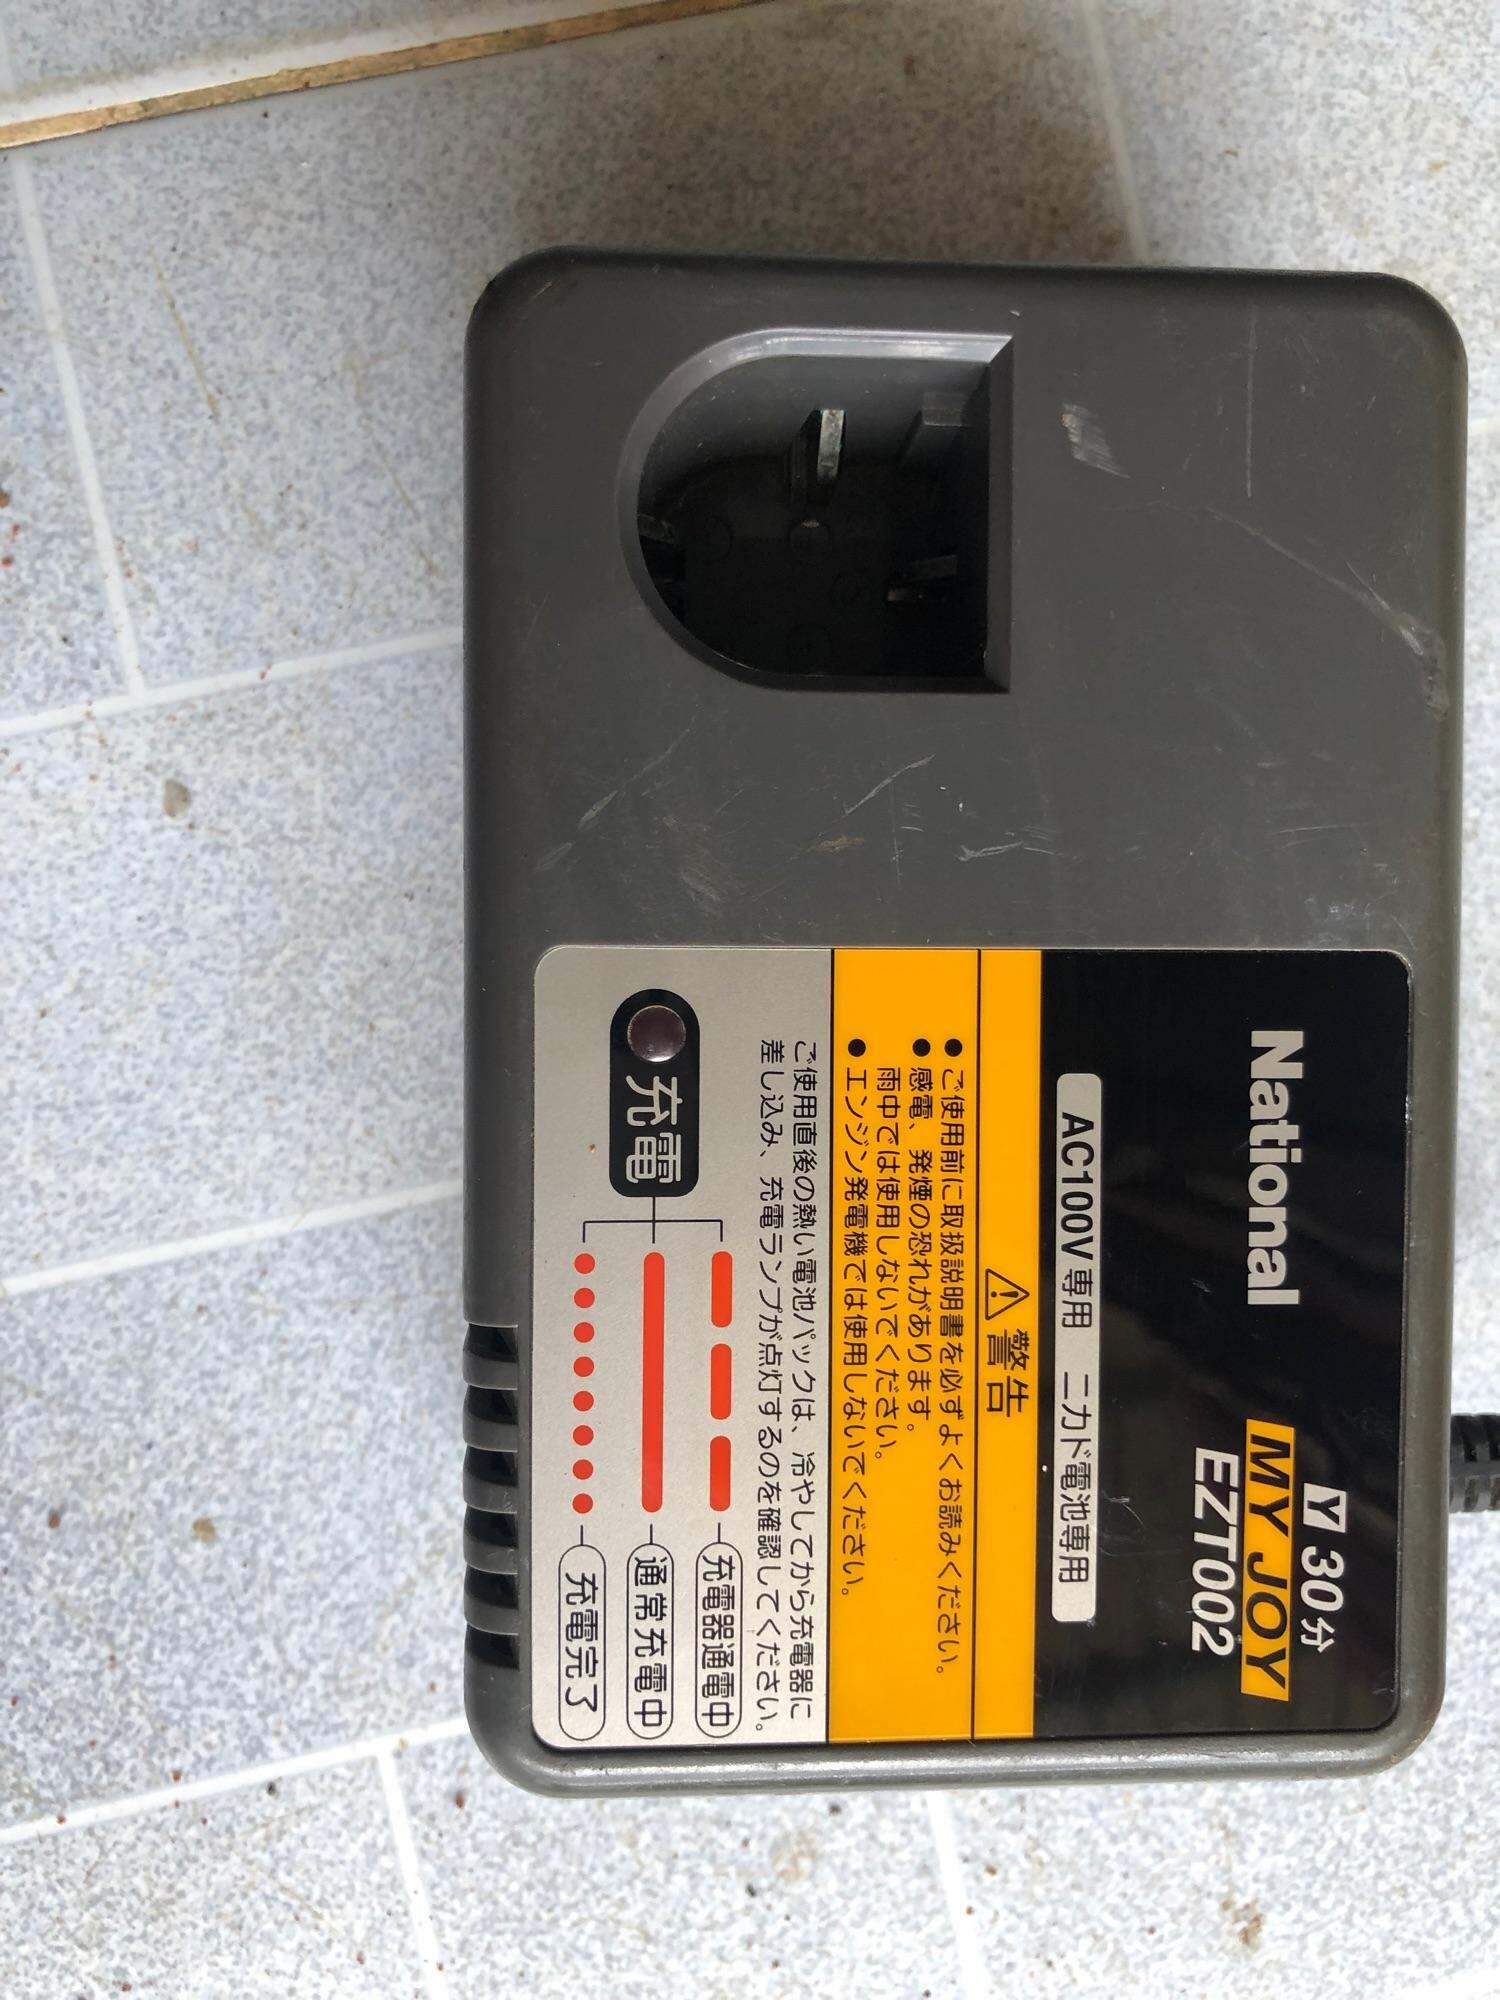 National
Y 30分
MY JOY
EZT002
AC100V専用 ニカド電池専用
警告
●ご使用前に取扱説明書を必ずよくお読みください。
●感電、発煙の恐れがあります。
雨中では使用しないでください。
●エンジン発電機では使用しないでください。
ご使用直後の熱い電池パックは、冷やしてから充電器に
差し込み、充電ランプが点灯するのを確認してください。
充電
充電器通電中
通常充電中
充電完了